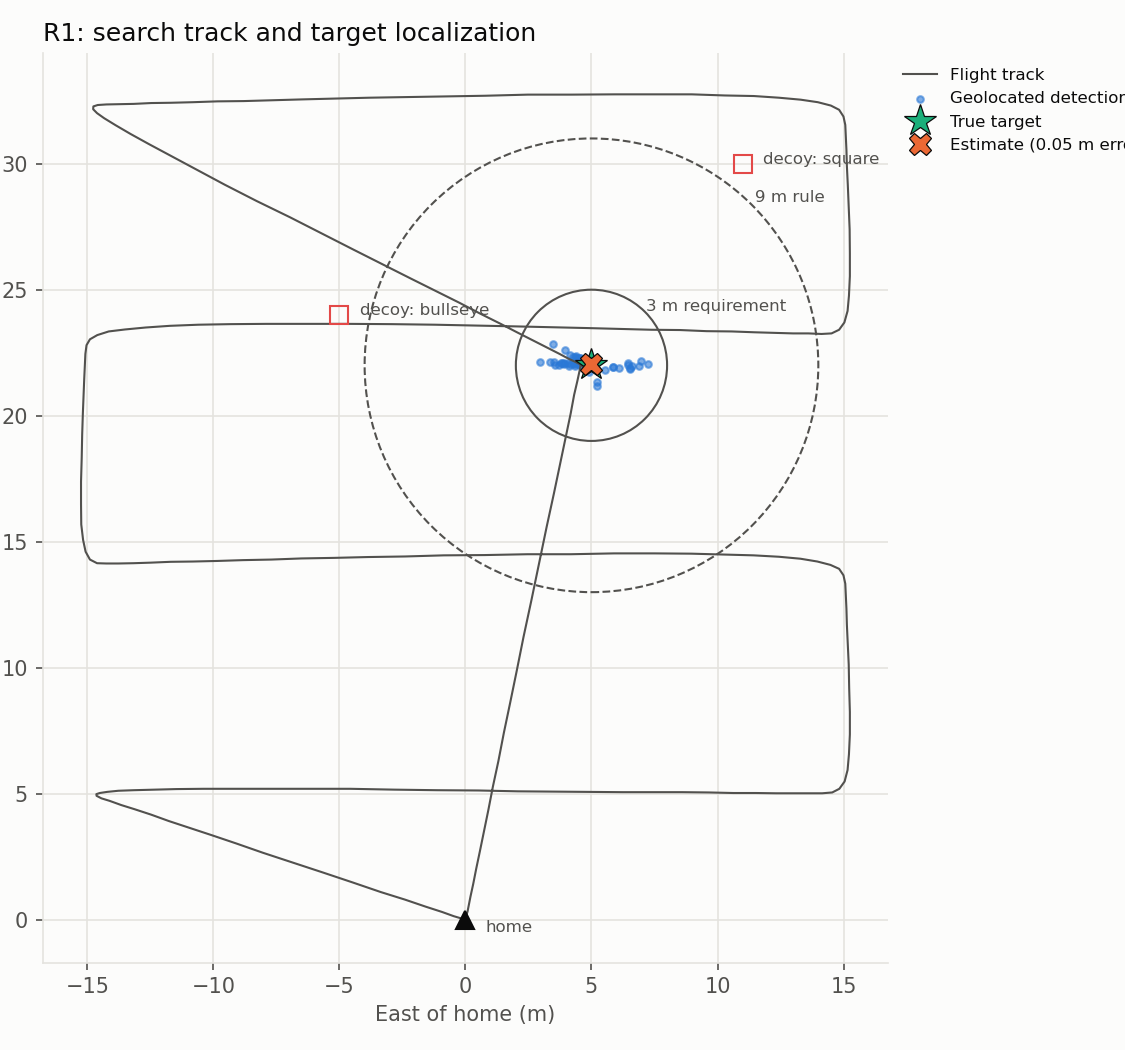 R1: search track and target localization
Flight track
Geolocated detection
True target
Estimate (0.05 m erro
decoy: square
9 m rule
decoy: bullseye
3 m requirement
home
30
25
20
15
10
5
0
−15
−10
−5
0
5
10
15
East of home (m)